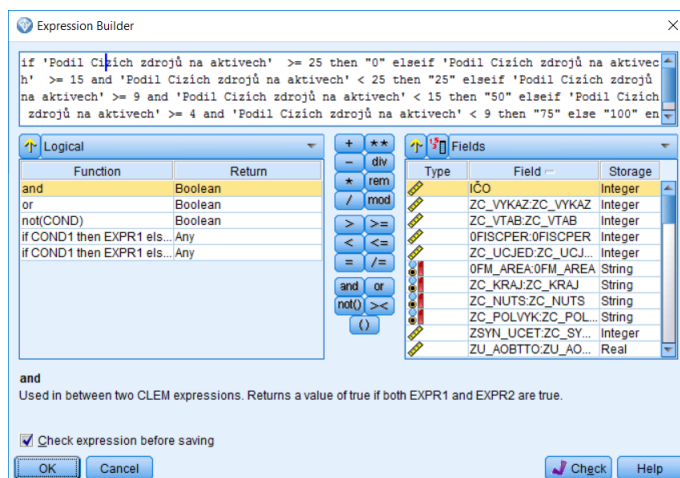 Expression Builder
if 'Podil Cizích zdrojů na aktivech'  >= 25 then "0" elseif 'Podil Cizích zdrojů na aktivec
h'  >= 15 and 'Podil Cizích zdrojů na aktivech' < 25 then "25" elseif 'Podil Cizích zdrojů
na aktivech' >= 9 and 'Podil Cizích zdrojů na aktivech' < 15 then "50" elseif 'Podil Cizích
zdrojů na aktivech' >= 4 and 'Podil Cizích zdrojů na aktivech' < 9 then "75" else "100" en
Logical
Function Return
and Boolean
or Boolean
not(COND) Boolean
if COND1 then EXPR1 els... Any
if COND1 then EXPR1 els... Any
+ **
- div
* rem
/ mod
> >=
< <=
= /=
and or
not() ><
()
Fields
Type Field Storage
IČO Integer
ZC_VYKAZ:ZC_VYKAZ Integer
ZC_VTAB:ZC_VTAB Integer
0FISCPER:0FISCPER Integer
ZC_UCJED:ZC_UCJ... Integer
0FM_AREA:0FM_AREA String
ZC_KRAJ:ZC_KRAJ String
ZC_NUTS:ZC_NUTS String
ZC_POLVYK:ZC_POL... String
ZSYN_UCET:ZC_SY... Integer
ZU_AOBTTO:ZU_AO... Real
and
Used in between two CLEM expressions. Returns a value of true if both EXPR1 and EXPR2 are true.
Check expression before saving
OK Cancel Check Help